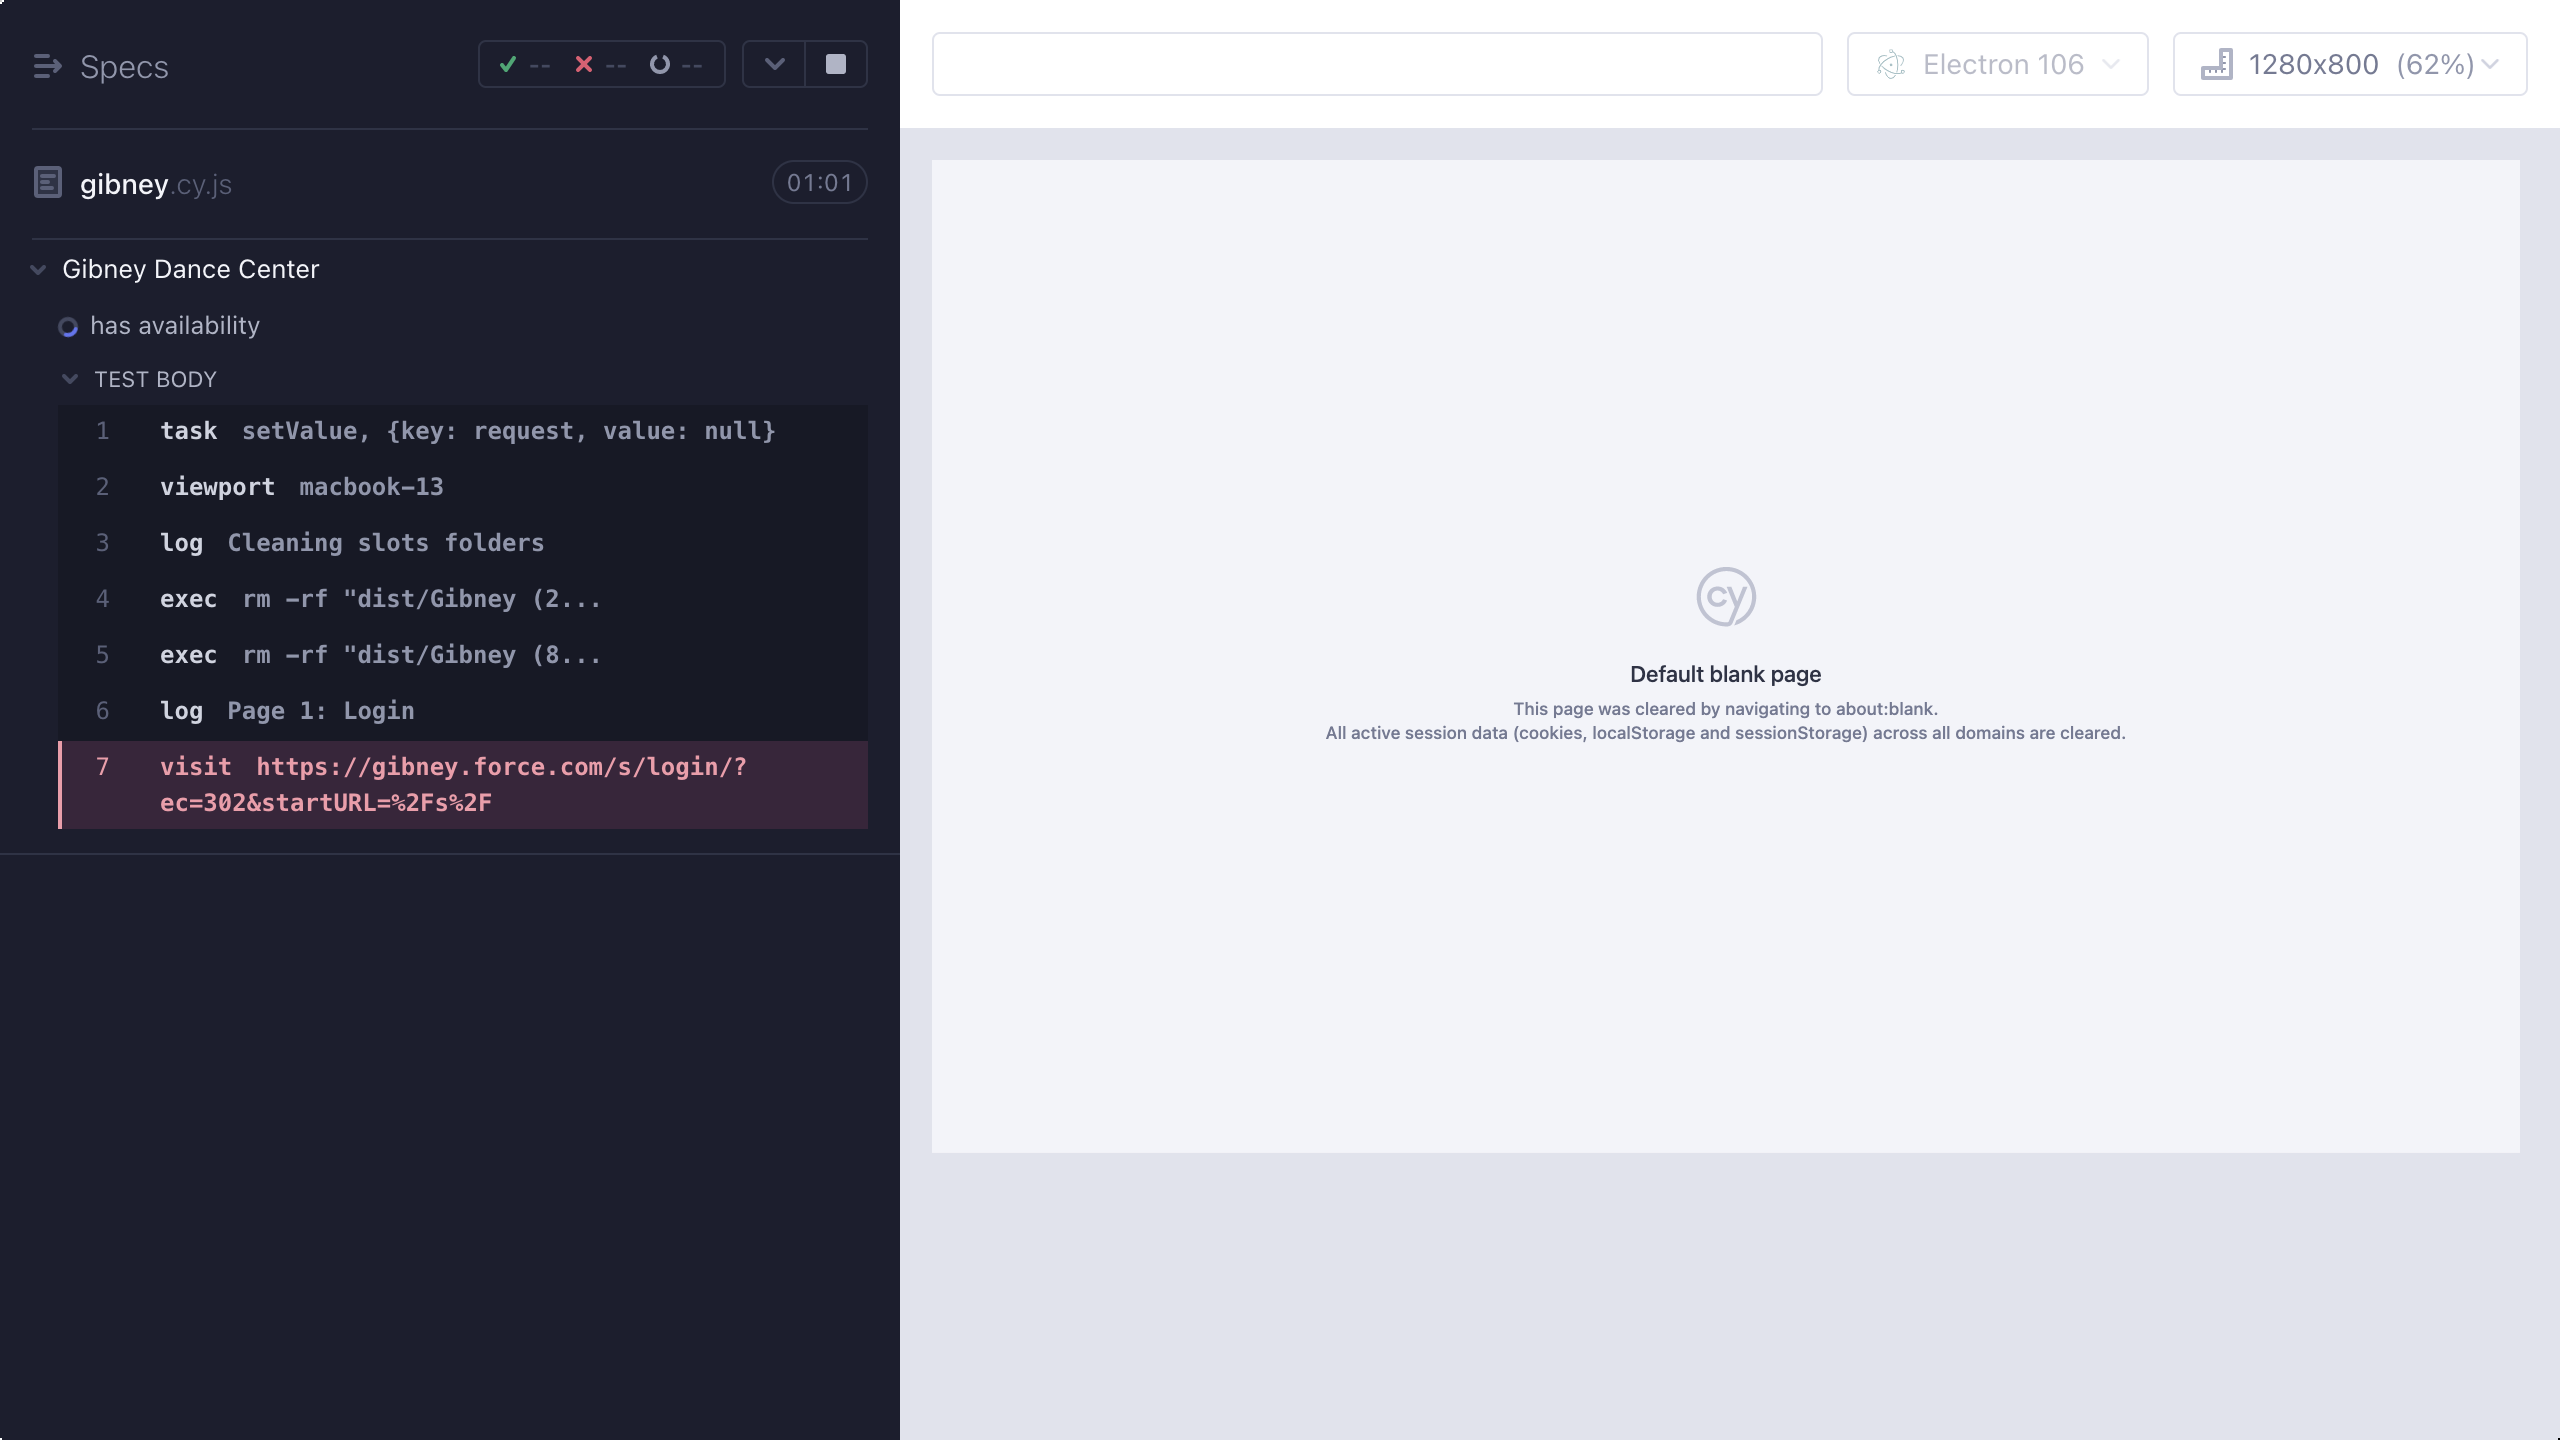 Specs
-- -- --
gibney.cy.js
01:01
Gibney Dance Center
has availability
TEST BODY
1 task setValue, {key: request, value: null}
2 viewport macbook-13
3 log Cleaning slots folders
4 exec rm -rf "dist/Gibney (2...
5 exec rm -rf "dist/Gibney (8...
6 log Page 1: Login
7 visit https://gibney.force.com/s/login/?
ec=302&startURL=%2Fs%2F
Electron 106
1280x800 (62%)
cy
Default blank page
This page was cleared by navigating to about:blank.
All active session data (cookies, localStorage and sessionStorage) across all domains are cleared.